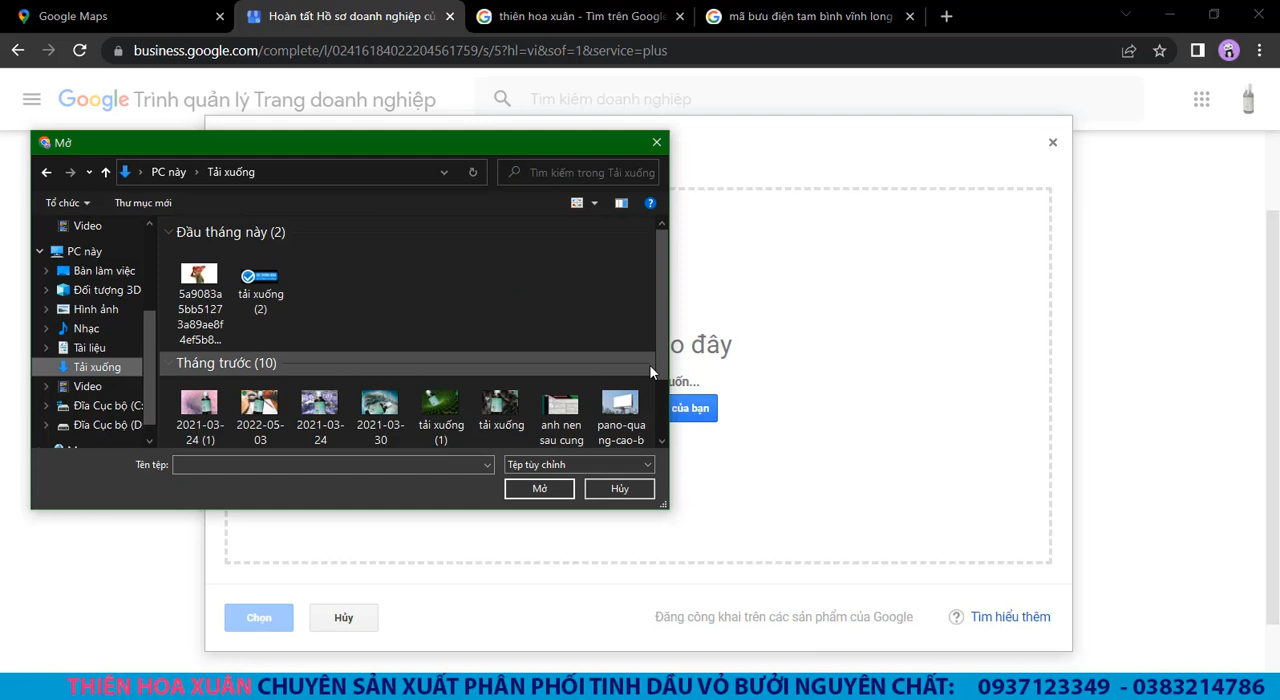 Google Maps
Hoàn tất Hồ sơ doanh nghiệp củ
thiên hoa xuân - Tìm trên Google
mã bưu điện tam bình vĩnh long
business.google.com/complete/l/02416184022204561759/s/5?hl=vi&sof=1&service=plus
Google Trình quản lý Trang doanh nghiệp
Tìm kiếm doanh nghiệp
Mở
PC này
Tải xuống
Tìm kiếm trong Tải xuống
Tổ chức
Thư mục mới
Video
PC này
Bàn làm việc
Đối tượng 3D
Hình ảnh
Nhạc
Tài liệu
Tải xuống
Video
Đĩa Cục bộ (C:
Đĩa Cục bộ (D
Đầu tháng này (2)
5a9083a
5bb5127
3a89ae8f
4ef5b8...
tải xuống
(2)
Tháng trước (10)
2021-03-
24 (1)
2022-05-
03
2021-03-
24
2021-03-
30
tải xuống
(1)
tải xuống
anh nen
sau cung
pano-qua
ng-cao-b
Tên tệp:
Tệp tùy chỉnh
Mở
Hủy
o đây
uốn...
của bạn
Chọn
Hủy
Đăng công khai trên các sản phẩm của Google
? Tìm hiểu thêm
THIÊN HOA XUÂN CHUYÊN SẢN XUẤT PHÂN PHỐI TINH DẦU VỎ BƯỞI NGUYÊN CHẤT: 0937123349 - 0383214786